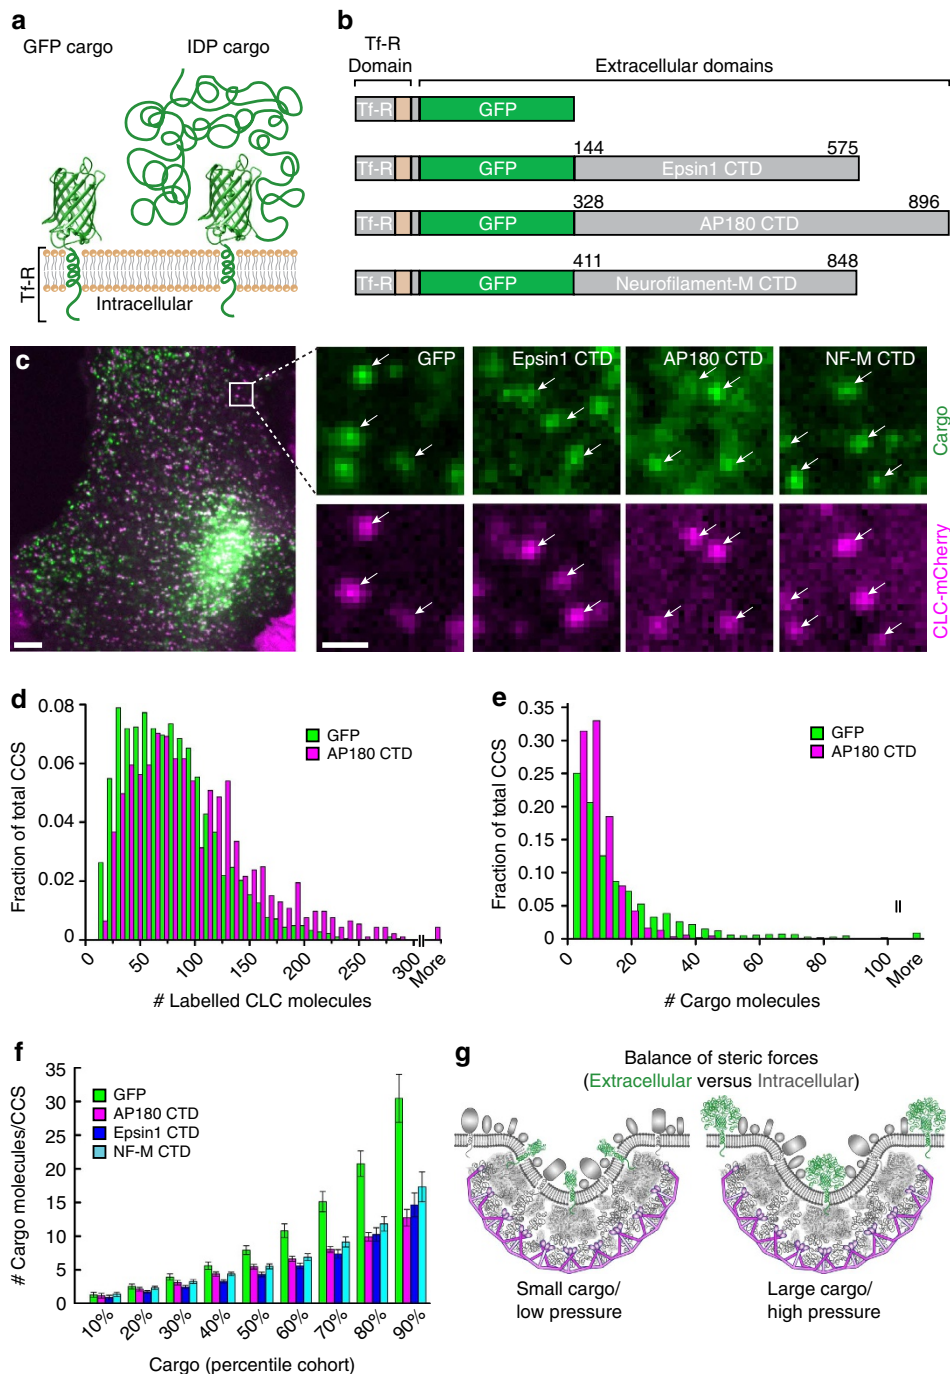 a
GFP cargo
IDP cargo
Tf-R
Intracellular
b
Tf-R
Domain
Extracellular domains
Tf-R
GFP
144
575
Tf-R
GFP
Epsin1 CTD
328
896
Tf-R
GFP
AP180 CTD
411
848
Tf-R
GFP
Neurofilament-M CTD
c
GFP
Epsin1 CTD
AP180 CTD
NF-M CTD
Cargo
CLC-mCherry
d
Fraction of total CCS
0.08
0.06
0.04
0.02
0
GFP
AP180 CTD
0
50
100
150
200
250
300
More
# Labelled CLC molecules
e
Fraction of total CCS
0.35
0.30
0.25
0.20
0.15
0.10
0.05
0
GFP
AP180 CTD
0
20
40
60
80
100
More
# Cargo molecules
f
# Cargo molecules/CCS
35
30
25
20
15
10
5
0
GFP
AP180 CTD
Epsin1 CTD
NF-M CTD
10%
20%
30%
40%
50%
60%
70%
80%
90%
Cargo (percentile cohort)
g
Balance of steric forces
(Extracellular versus Intracellular)
Small cargo/
low pressure
Large cargo/
high pressure